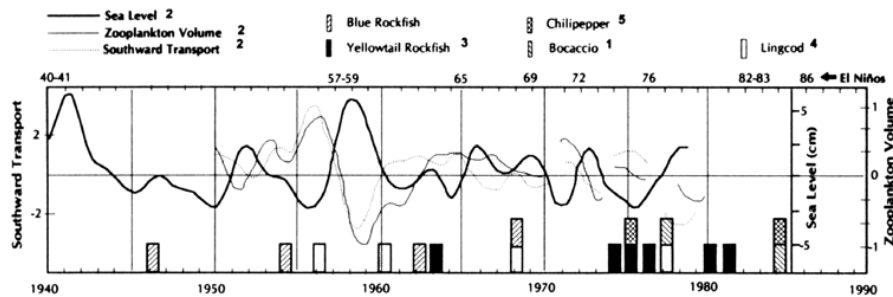 Sea Level 2 Blue Rockfish Chilipepper 5
Zooplankton Volume 2
Southward Transport 2 Yellowtail Rockfish 3 Bocaccio 1 Lingcod 4
40-41 57-59 65 69 72 76 82-83 86 El Niños
Southward Transport
2
-2
Sea Level (cm)
-5
-5
Zooplankton Volume
1
0
1
1940 1950 1960 1970 1980 1990